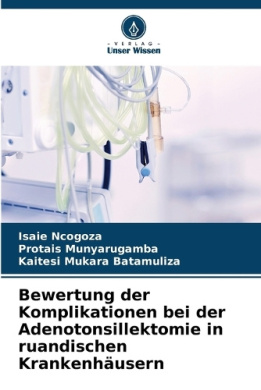 - VERLAG -
Unser Wissen
Isaie Ncogoza
Protais Munyarugamba
Kaitesi Mukara Batamuliza
Bewertung der
Komplikationen bei der
Adenotonsillektomie in
ruandischen
Krankenhäusern